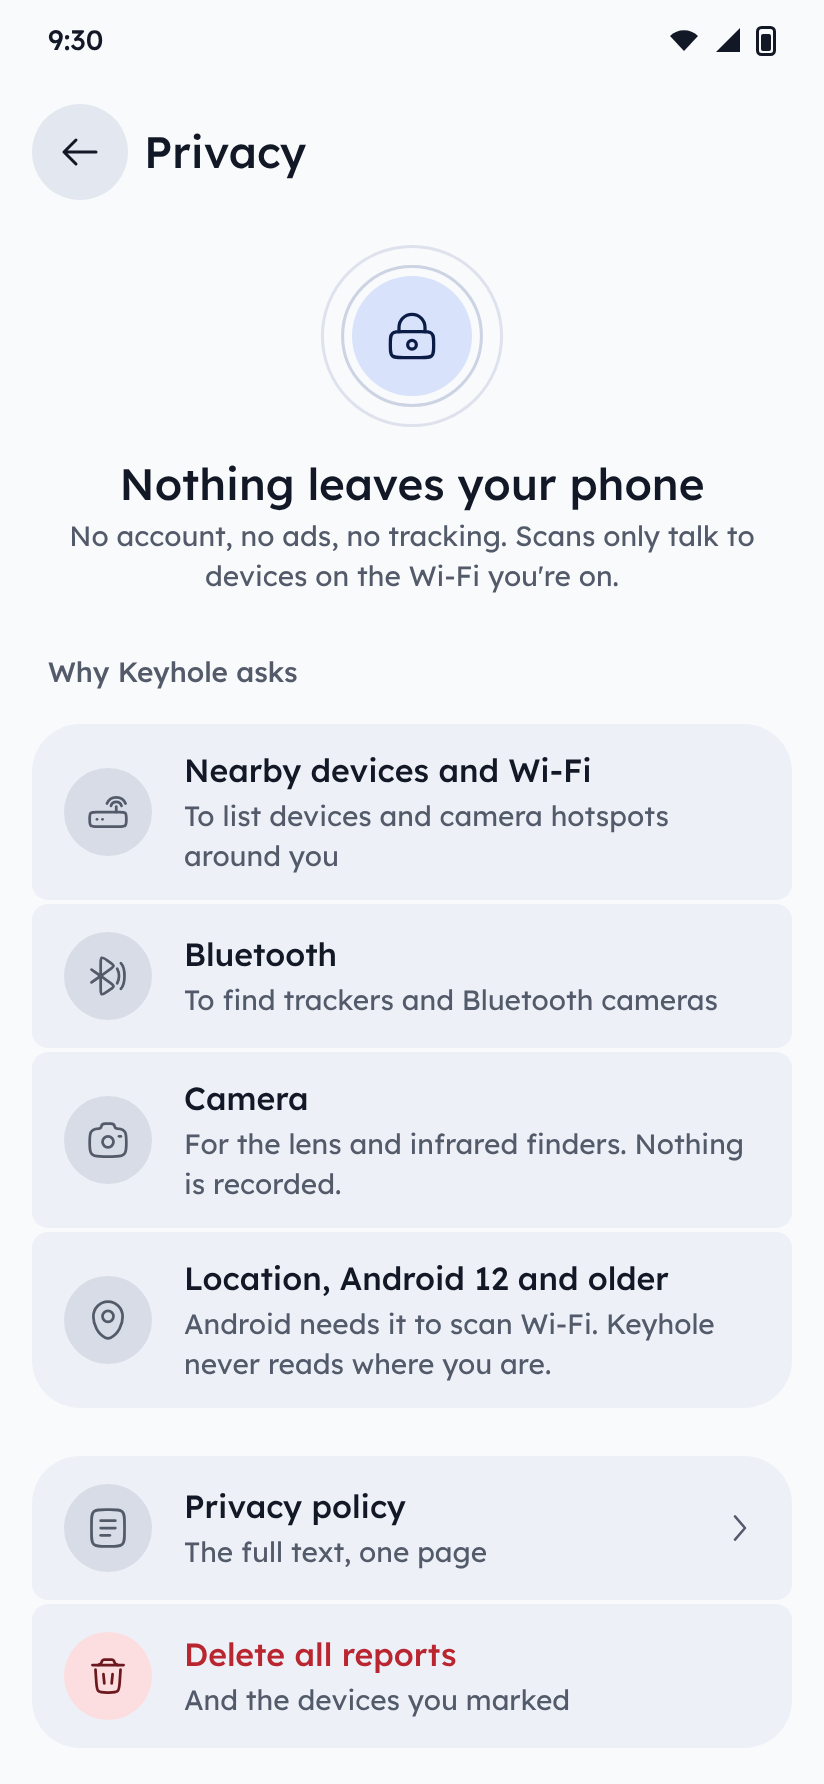 9:30
Privacy
Nothing leaves your phone
No account, no ads, no tracking. Scans only talk to
devices on the Wi-Fi you're on.
Why Keyhole asks
Nearby devices and Wi-Fi
To list devices and camera hotspots
around you
Bluetooth
To find trackers and Bluetooth cameras
Camera
For the lens and infrared finders. Nothing
is recorded.
Location, Android 12 and older
Android needs it to scan Wi-Fi. Keyhole
never reads where you are.
Privacy policy
The full text, one page
Delete all reports
And the devices you marked